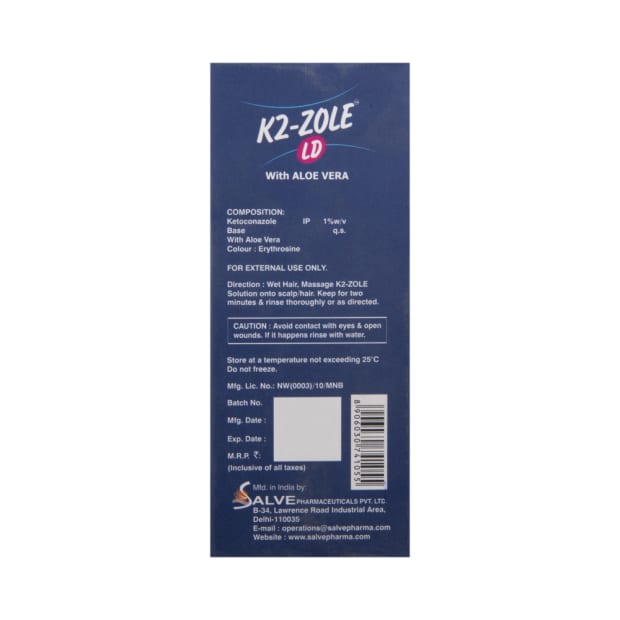 K2-ZOLE™
LD
With ALOE VERA
COMPOSITION:
Ketoconazole IP 1%w/v
Base q.s.
With Aloe Vera
Colour : Erythrosine
FOR EXTERNAL USE ONLY.
Direction : Wet Hair, Massage K2-ZOLE
Solution onto scalp/hair. Keep for two
minutes & rinse thoroughly or as directed.
CAUTION : Avoid contact with eyes & open
wounds. If it happens rinse with water.
Store at a temperature not exceeding 25°C
Do not freeze.
Mfg. Lic. No.: NW(0003)/10/MNB
Batch No.
Mfg. Date :
Exp. Date :
M.R.P. ₹:
(Inclusive of all taxes)
8906030741055
Mfd. in India by:
SALVE PHARMACEUTICALS PVT. LTD.
B-34, Lawrence Road Industrial Area,
Delhi-110035
E-mail : operations@salvepharma.com
Website : www.salvepharma.com